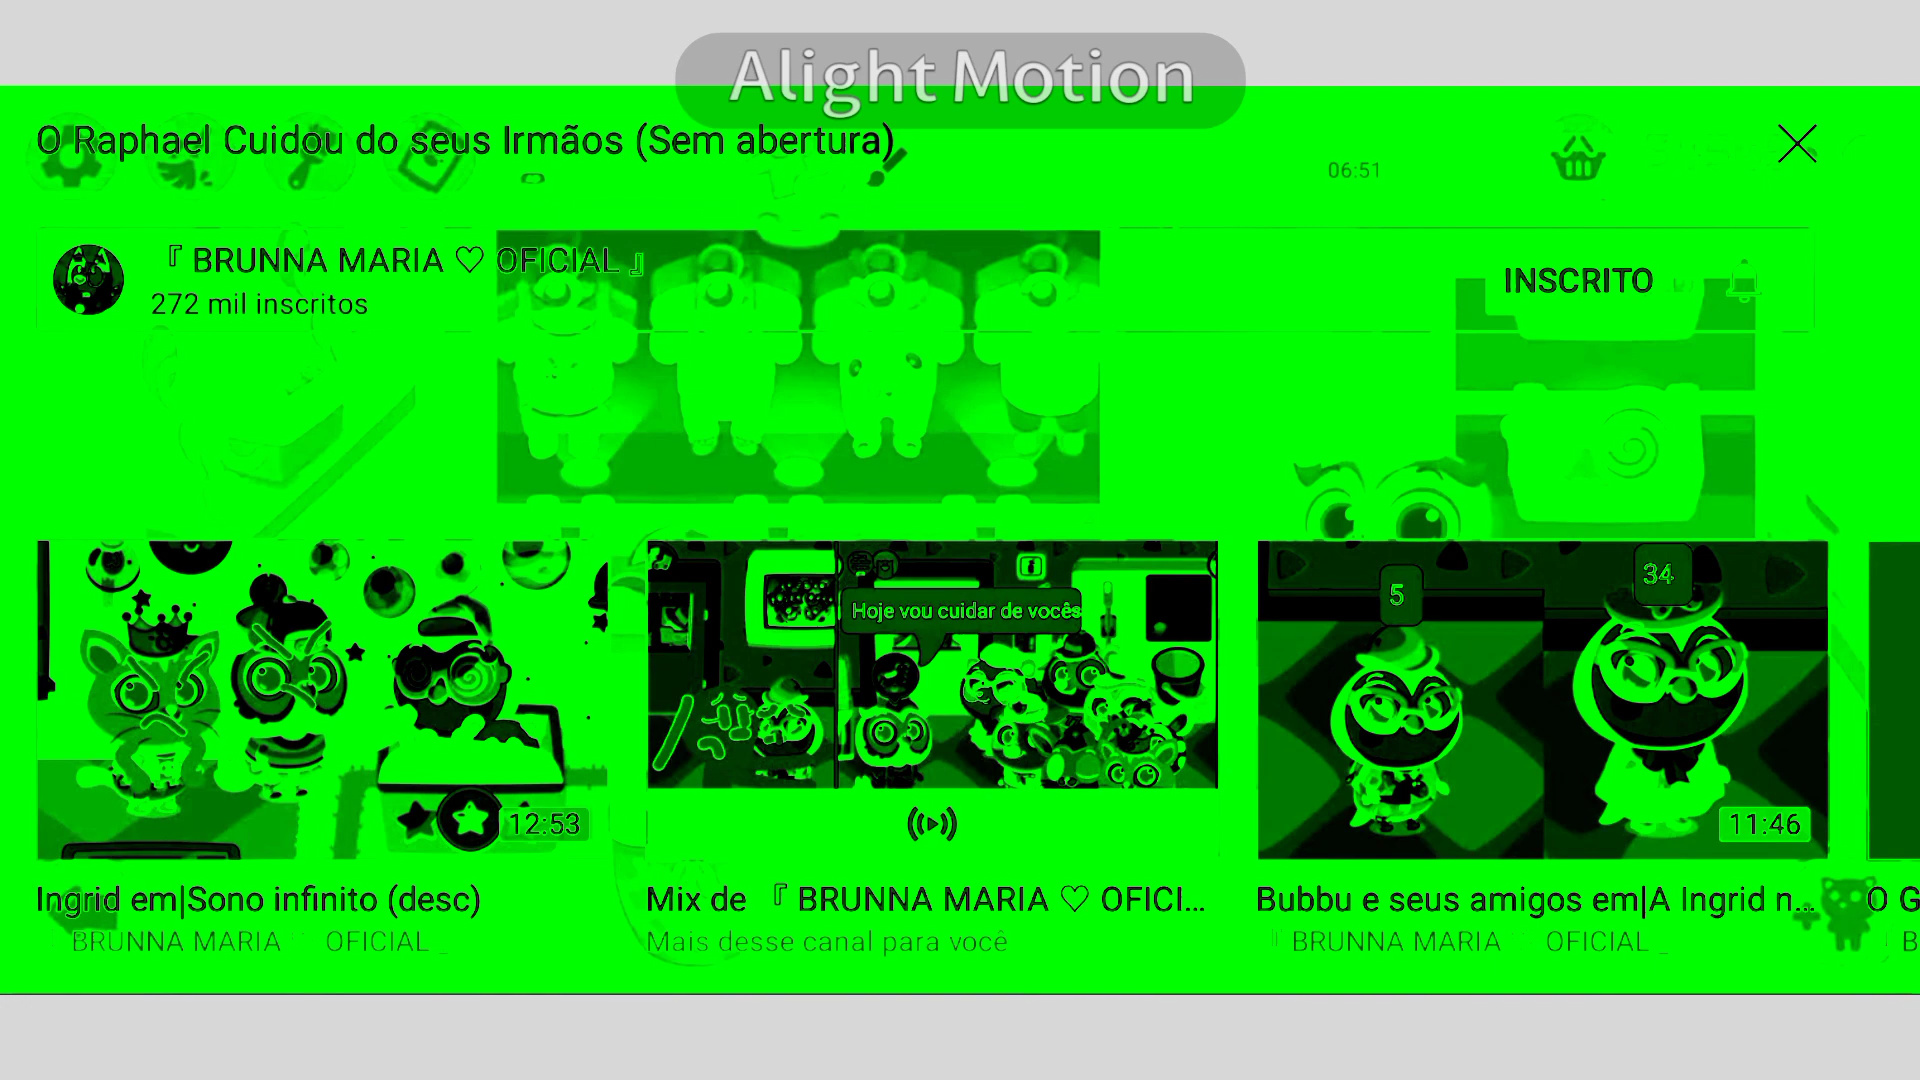 Alight Motion
O Raphael Cuidou do seus Irmãos (Sem abertura)
06:51
『 BRUNNA MARIA ♡ OFICIAL 』
272 mil inscritos
INSCRITO
Hoje vou cuidar de vocês
5
34
12:53
11:46
Ingrid em|Sono infinito (desc)
BRUNNA MARIA OFICIAL
Mix de 『 BRUNNA MARIA ♡ OFICI...
Mais desse canal para você
Bubbu e seus amigos em|A Ingrid n...
『 BRUNNA MARIA OFICIAL
O G
B